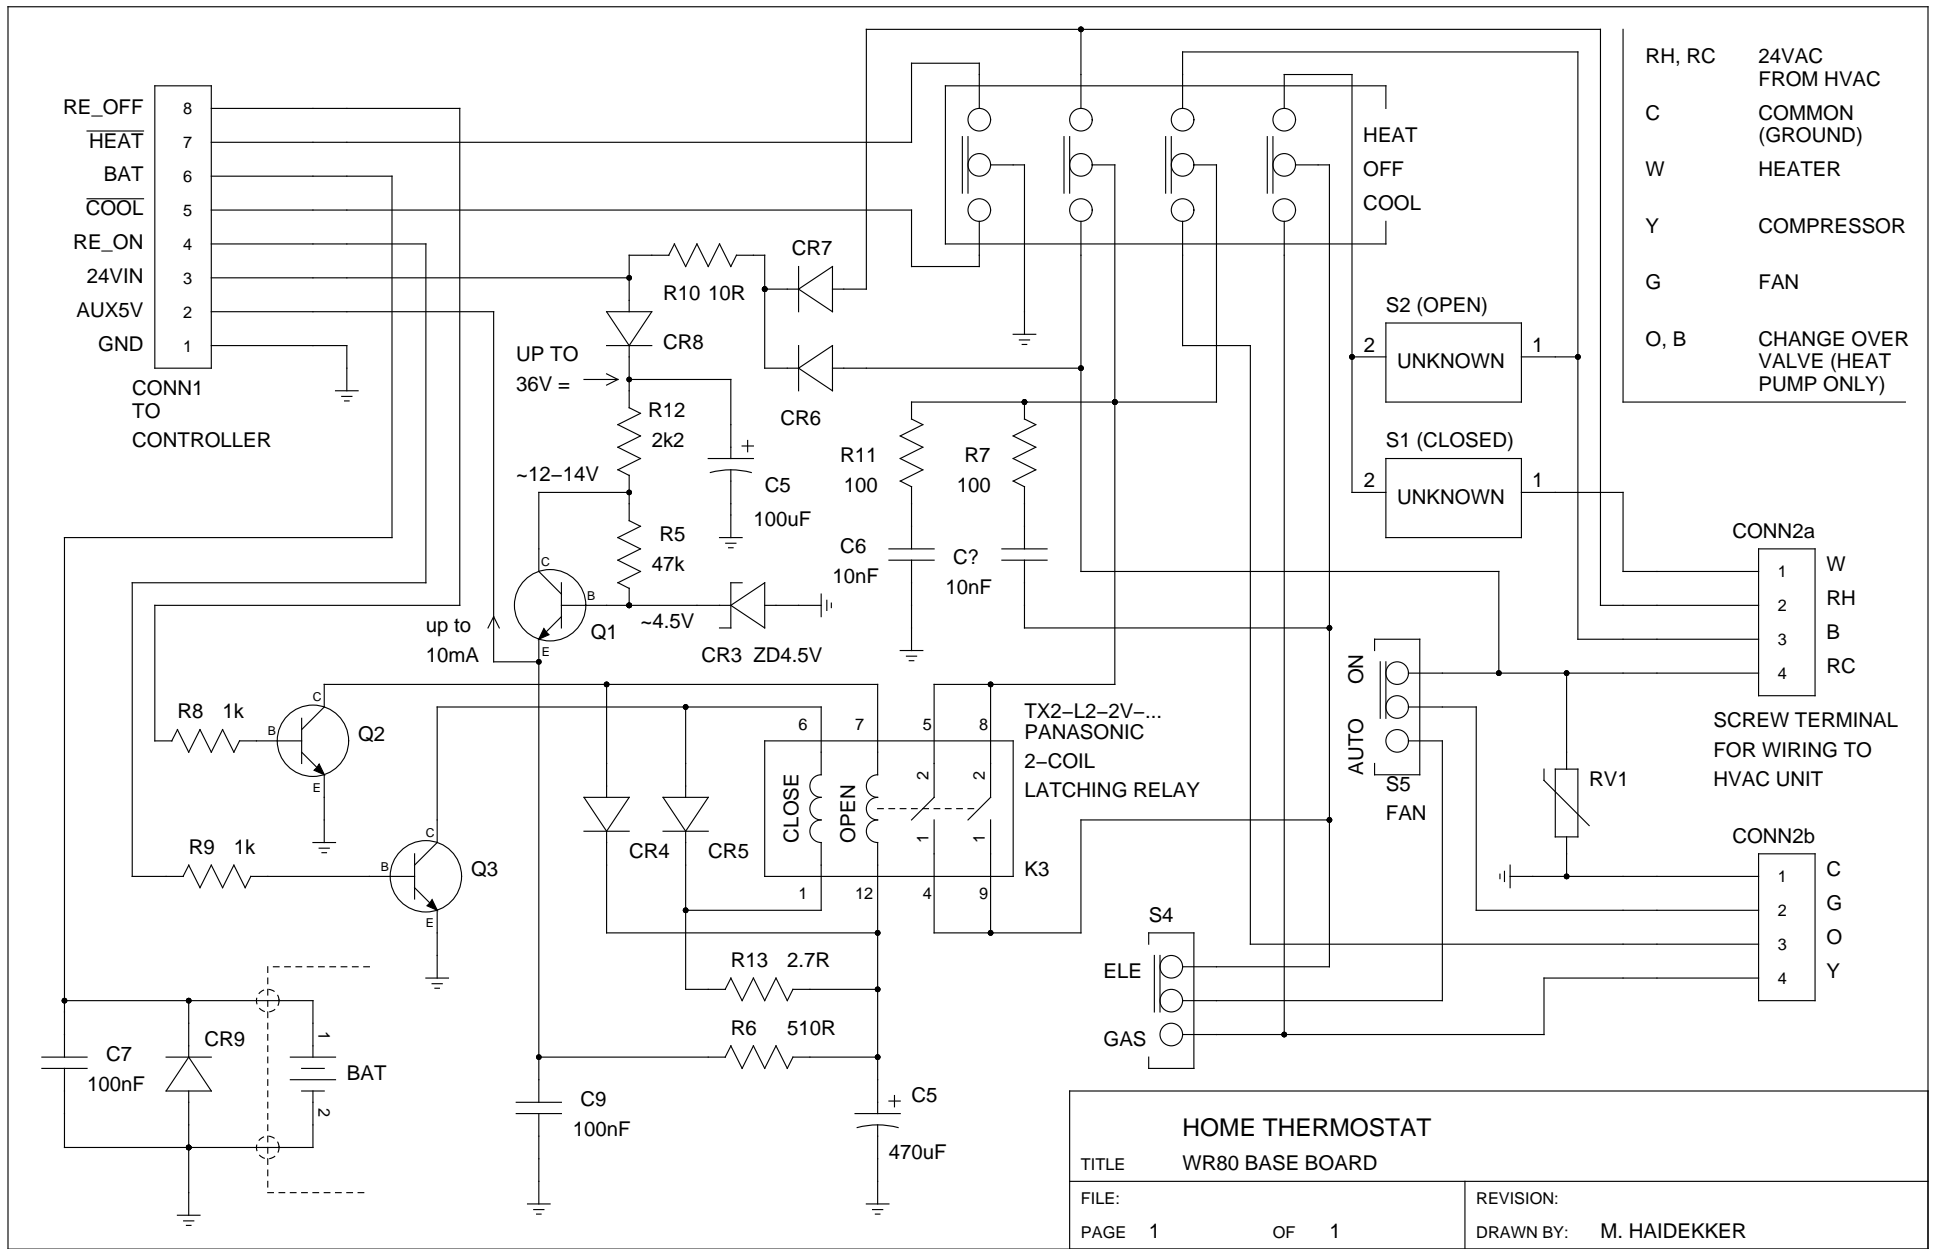 RE_OFF 8
HEAT 7
BAT 6
COOL 5
RE_ON 4
24VIN 3
AUX5V 2
GND 1
CONN1
TO
CONTROLLER
HEAT
OFF
COOL
RH, RC 24VAC
FROM HVAC
C COMMON
(GROUND)
W HEATER
Y COMPRESSOR
G FAN
O, B CHANGE OVER
VALVE (HEAT
PUMP ONLY)
R10 10R
CR7
CR8
CR6
UP TO
36V =
R12
2k2
+
C5
100uF
~12–14V
R5
47k
C
B
E
Q1
~4.5V
CR3 ZD4.5V
up to
10mA
R11
100
R7
100
C6
10nF
C?
10nF
S2 (OPEN)
2 UNKNOWN 1
S1 (CLOSED)
2 UNKNOWN 1
CONN2a
1 W
2 RH
3 B
4 RC
SCREW TERMINAL
FOR WIRING TO
HVAC UNIT
ON
AUTO
S5
FAN
RV1
CONN2b
1 C
2 G
3 O
4 Y
R8 1k
C
B
E
Q2
R9 1k
C
B
E
Q3
CR4
CR5
6 7 5 8
CLOSE
OPEN
2 2
1 1
1 12 4 9
K3
TX2–L2–2V–...
PANASONIC
2–COIL
LATCHING RELAY
S4
ELE
GAS
R13 2.7R
R6 510R
C7
100nF
CR9
1
BAT
2
C9
100nF
+ C5
470uF
HOME THERMOSTAT
TITLE WR80 BASE BOARD
FILE:
REVISION:
PAGE 1 OF 1
DRAWN BY: M. HAIDEKKER